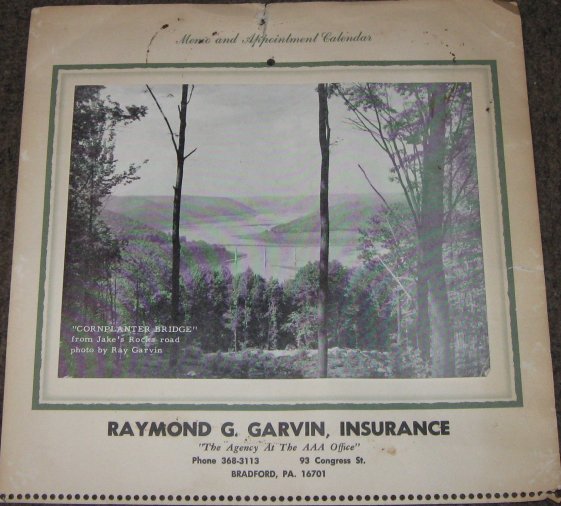 Memo and Appointment Calendar
"CORNPLANTER BRIDGE"
from Jake's Rocks road
photo by Ray Garvin
RAYMOND G. GARVIN, INSURANCE
"The Agency At The AAA Office"
Phone 368-3113 93 Congress St.
BRADFORD, PA. 16701